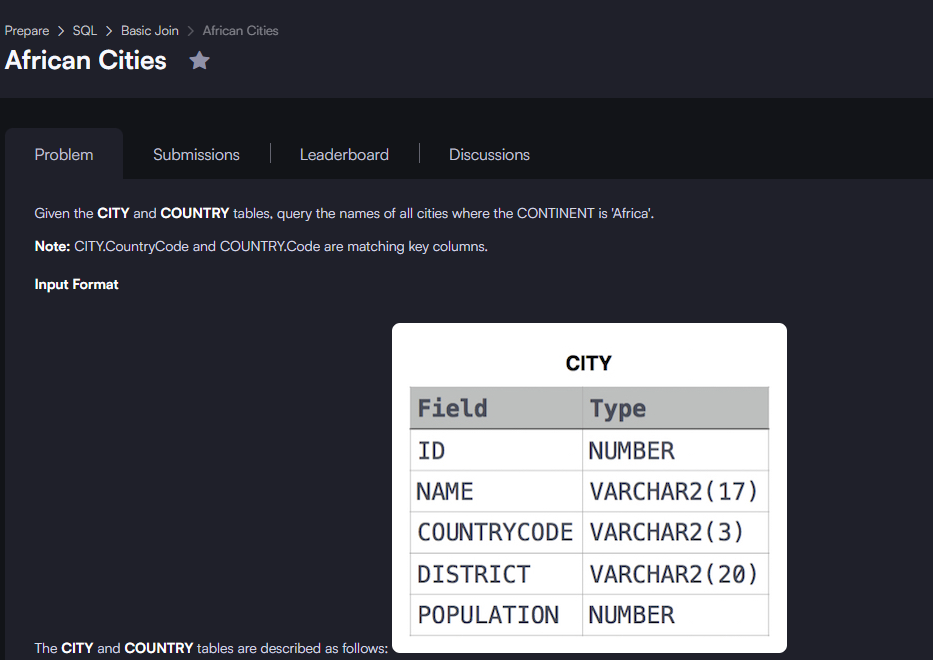 Prepare > SQL > Basic Join > African Cities
African Cities
Problem Submissions Leaderboard Discussions
Given the CITY and COUNTRY tables, query the names of all cities where the CONTINENT is 'Africa'.
Note: CITY.CountryCode and COUNTRY.Code are matching key columns.
Input Format
CITY
Field Type
ID NUMBER
NAME VARCHAR2(17)
COUNTRYCODE VARCHAR2(3)
DISTRICT VARCHAR2(20)
POPULATION NUMBER
The CITY and COUNTRY tables are described as follows: